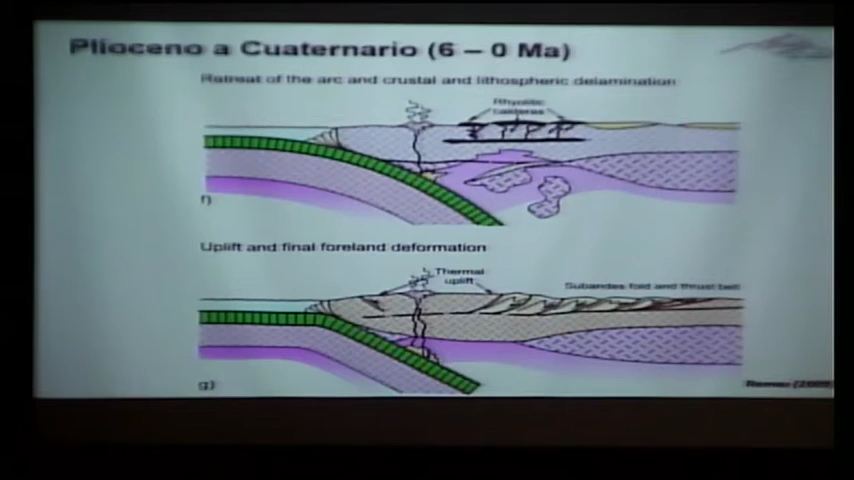 Plioceno a Cuaternario (6 – 0 Ma)
Retreat of the arc and crustal and lithospheric delamination
Rhyolitic
calderas
f)
Uplift and final foreland deformation
Thermal
uplift
Subandes fold and thrust belt
g)